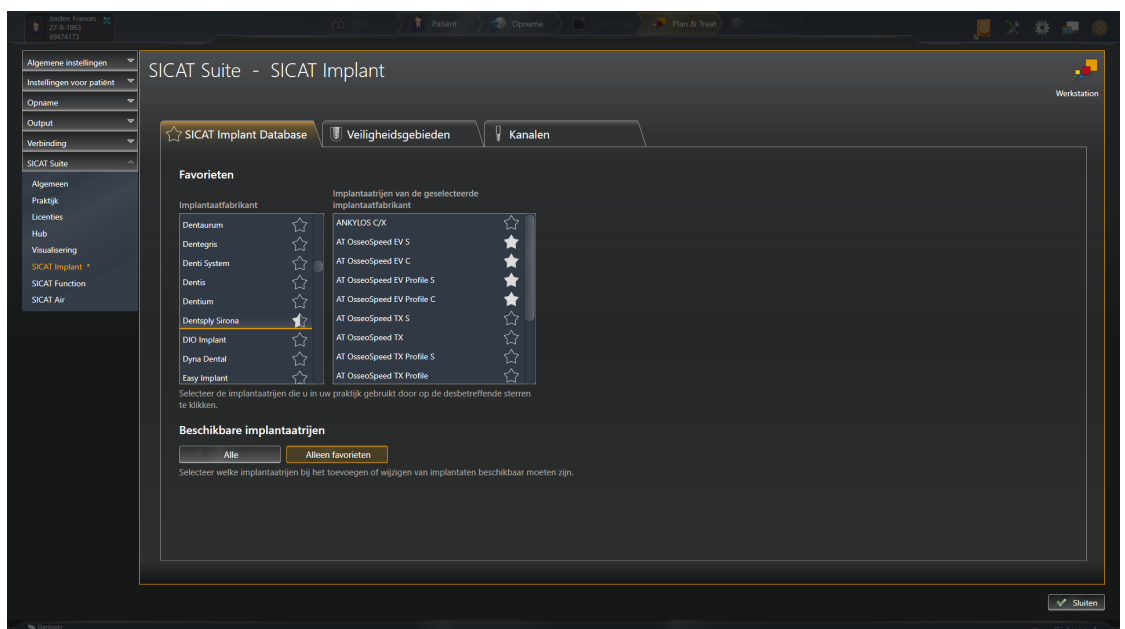 Jorden Frances
27-9-1963
69474173
Patiënt
Opname
Plan & Treat
Algemene instellingen
Instellingen voor patiënt
Opname
Output
Verbinding
SICAT Suite
Algemeen
Praktijk
Licenties
Hub
Visualisering
SICAT Implant *
SICAT Function
SICAT Air
SICAT Suite - SICAT Implant
Werkstation
SICAT Implant Database
Veiligheidsgebieden
Kanalen
Favorieten
Implantaatfabrikant
Dentaurum
Dentegris
Denti System
Dentis
Dentium
Dentsply Sirona
DIO Implant
Dyna Dental
Easy Implant
Implantaatrijen van de geselecteerde
implantaatfabrikant
ANKYLOS C/X
AT OsseoSpeed EV S
AT OsseoSpeed EV C
AT OsseoSpeed EV Profile S
AT OsseoSpeed EV Profile C
AT OsseoSpeed TX S
AT OsseoSpeed TX
AT OsseoSpeed TX Profile S
AT OsseoSpeed TX Profile
Selecteer de implantaatrijen die u in uw praktijk gebruikt door op de desbetreffende sterren
te klikken.
Beschikbare implantaatrijen
Alle
Alleen favorieten
Selecteer welke implantaatrijen bij het toevoegen of wijzigen van implantaten beschikbaar moeten zijn.
Sluiten
Dentsply